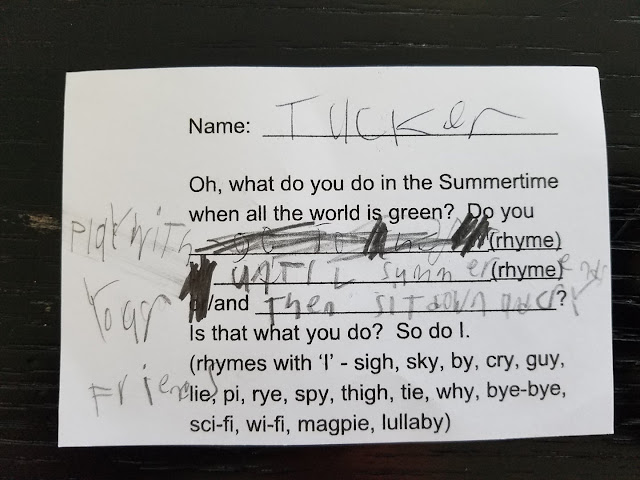 Name: TUCKer
Oh, what do you do in the Summertime
when all the world is green? Do you
PlaY WiTH (rhyme)
UNTIL Summer (rhyme)
Your /and Then SIT DOWN ?
Is that what you do? So do I.
(rhymes with 'I' - sigh, sky, by, cry, guy,
Friends lie, pi, rye, spy, thigh, tie, why, bye-bye,
sci-fi, wi-fi, magpie, lullaby)